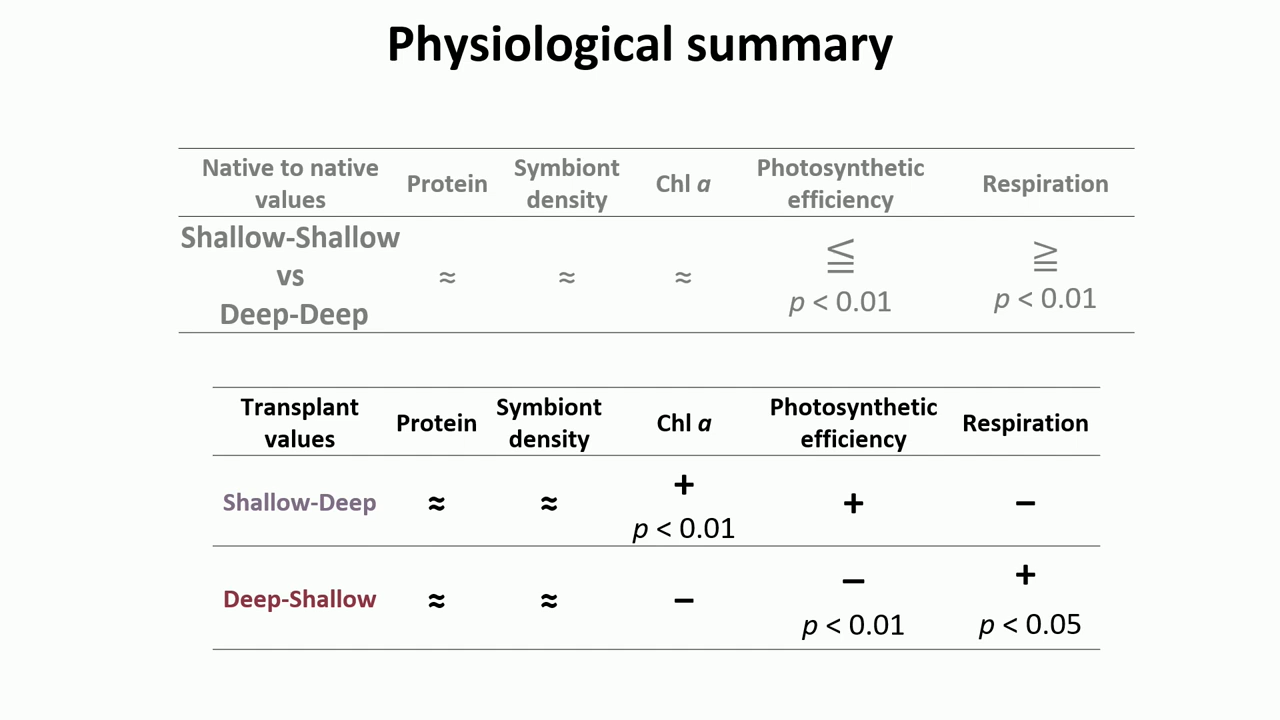 Physiological summary
Native to native values Protein Symbiont density Chl a Photosynthetic efficiency Respiration
Shallow-Shallow vs Deep-Deep ≈ ≈ ≈ ≦ p < 0.01 ≧ p < 0.01
Transplant values Protein Symbiont density Chl a Photosynthetic efficiency Respiration
Shallow-Deep ≈ ≈ + p < 0.01 + −
Deep-Shallow ≈ ≈ − − p < 0.01 + p < 0.05